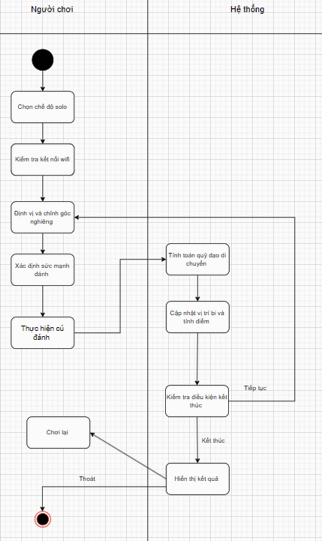 Người chơi
Hệ thống
Chọn chế độ solo
Kiểm tra kết nối wifi
Định vị và chỉnh góc
nghiêng
Xác định sức mạnh
đánh
Thực hiện cú
đánh
Tính toán quỹ đạo di
chuyển
Cập nhật vị trí bi và
tính điểm
Kiểm tra điều kiện kết
thúc
Tiếp tục
Kết thúc
Chơi lại
Hiển thị kết quả
Thoát